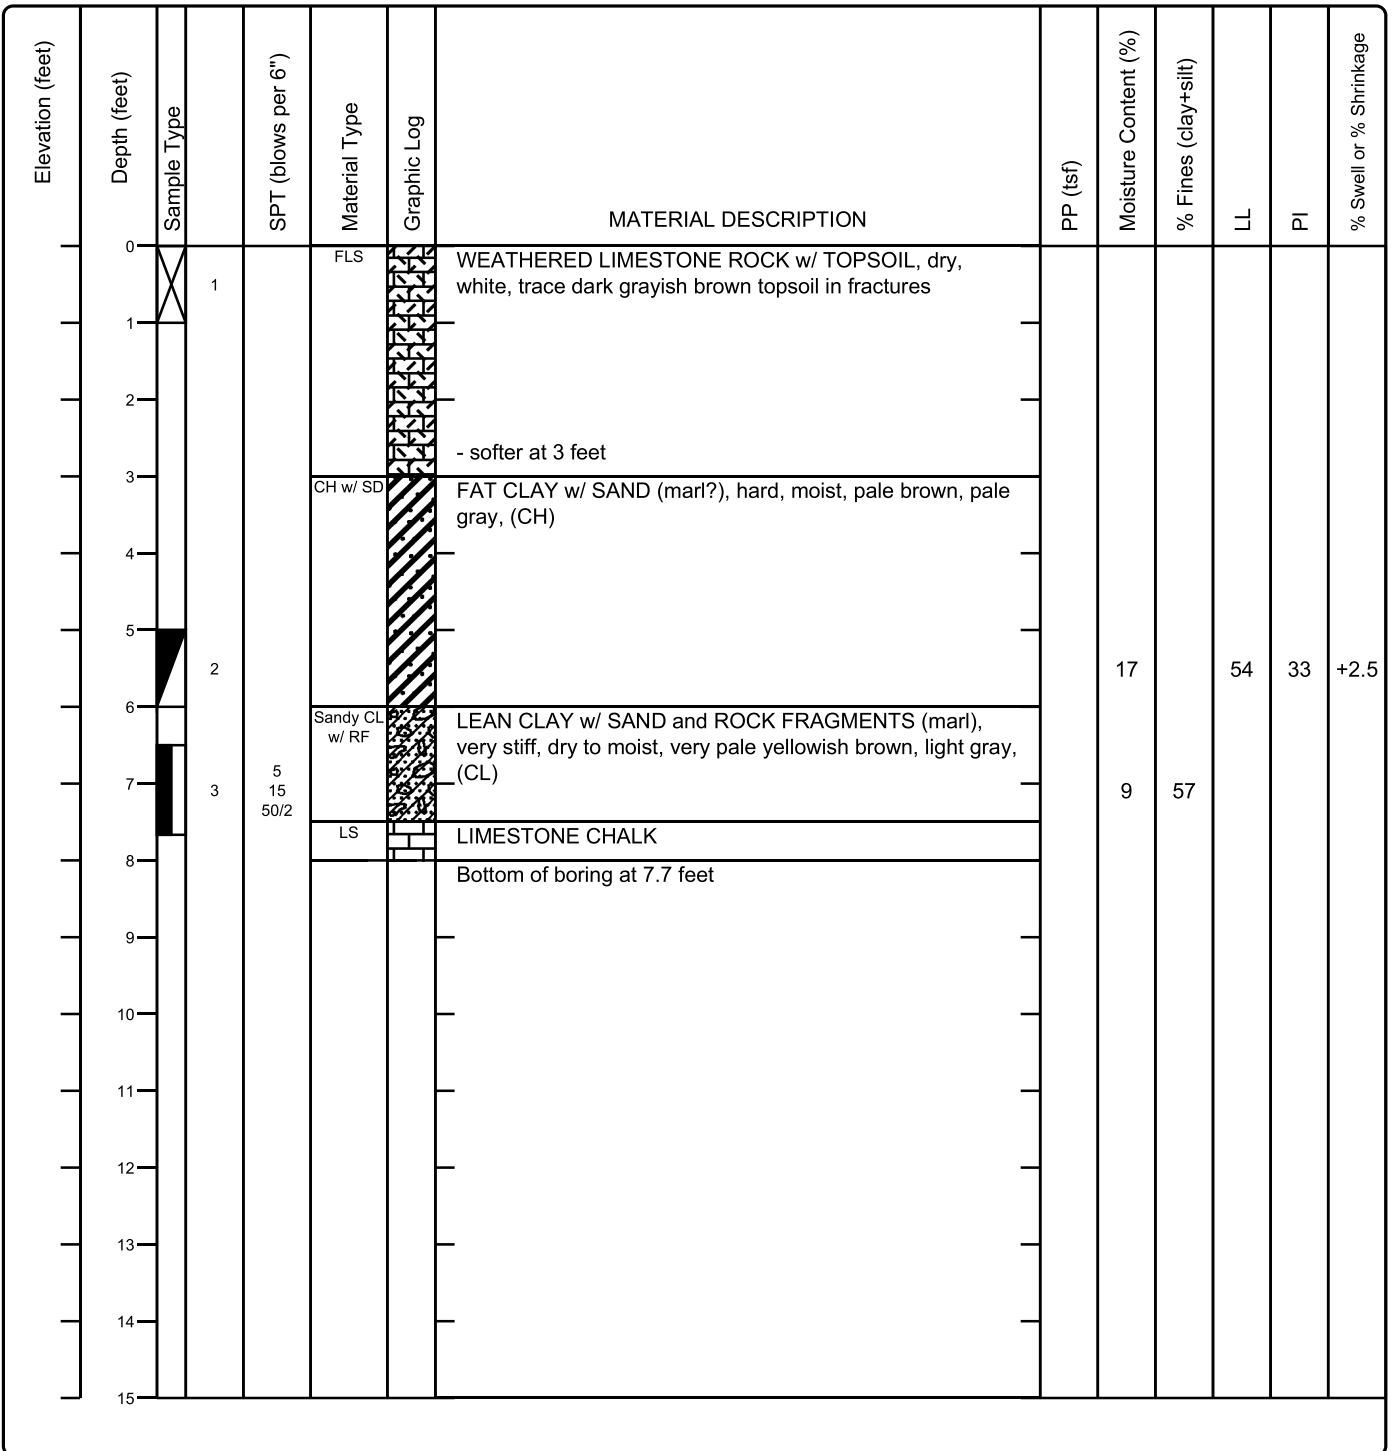 Elevation (feet)
Depth (feet)
Sample Type
SPT (blows per 6")
Material Type
Graphic Log
MATERIAL DESCRIPTION
PP (tsf)
Moisture Content (%)
% Fines (clay+silt)
LL
PI
% Swell or % Shrinkage
0
FLS
WEATHERED LIMESTONE ROCK w/ TOPSOIL, dry,
1
white, trace dark grayish brown topsoil in fractures
1
2
- softer at 3 feet
3
CH w/ SD
FAT CLAY w/ SAND (marl?), hard, moist, pale brown, pale
gray, (CH)
4
5
2
17
54
33
+2.5
6
Sandy CL
w/ RF
LEAN CLAY w/ SAND and ROCK FRAGMENTS (marl),
very stiff, dry to moist, very pale yellowish brown, light gray,
(CL)
7
3
5
15
50/2
9
57
LS
LIMESTONE CHALK
8
Bottom of boring at 7.7 feet
9
10
11
12
13
14
15